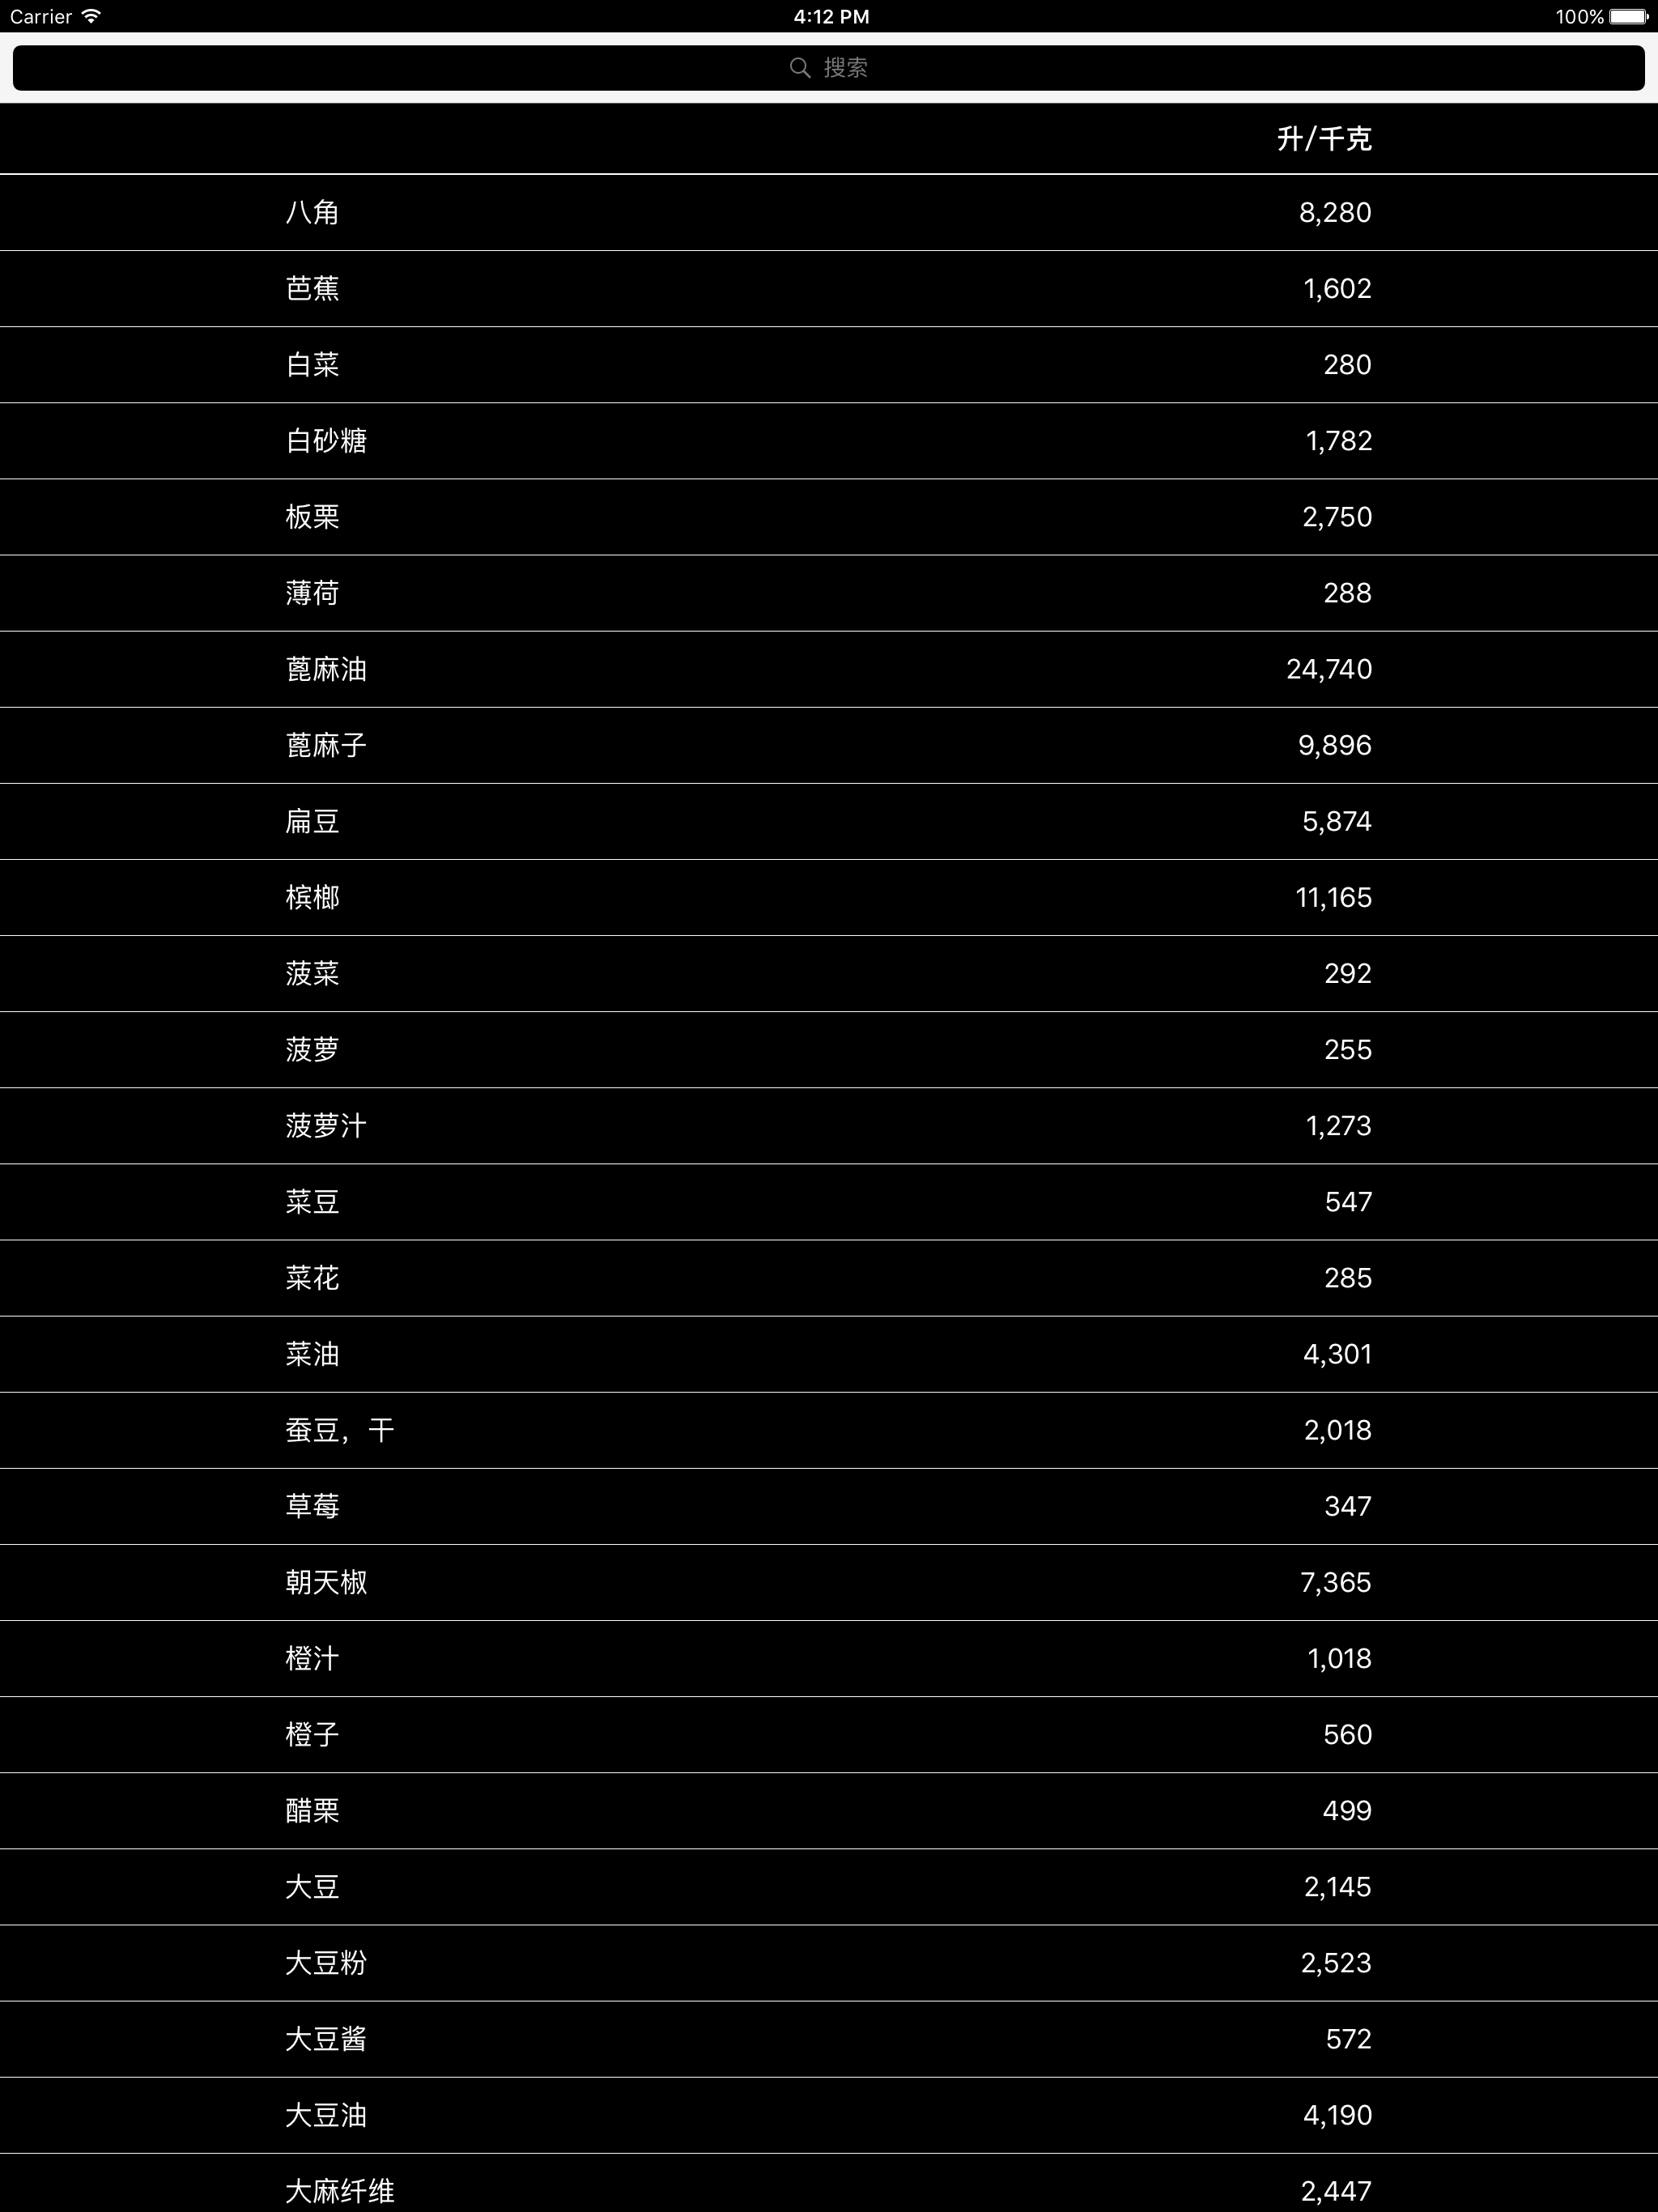 Carrier 4:12 PM 100%
搜索
升/千克
八角 8,280
芭蕉 1,602
白菜 280
白砂糖 1,782
板栗 2,750
薄荷 288
蓖麻油 24,740
蓖麻子 9,896
扁豆 5,874
槟榔 11,165
菠菜 292
菠萝 255
菠萝汁 1,273
菜豆 547
菜花 285
菜油 4,301
蚕豆，干 2,018
草莓 347
朝天椒 7,365
橙汁 1,018
橙子 560
醋栗 499
大豆 2,145
大豆粉 2,523
大豆酱 572
大豆油 4,190
大麻纤维 2,447